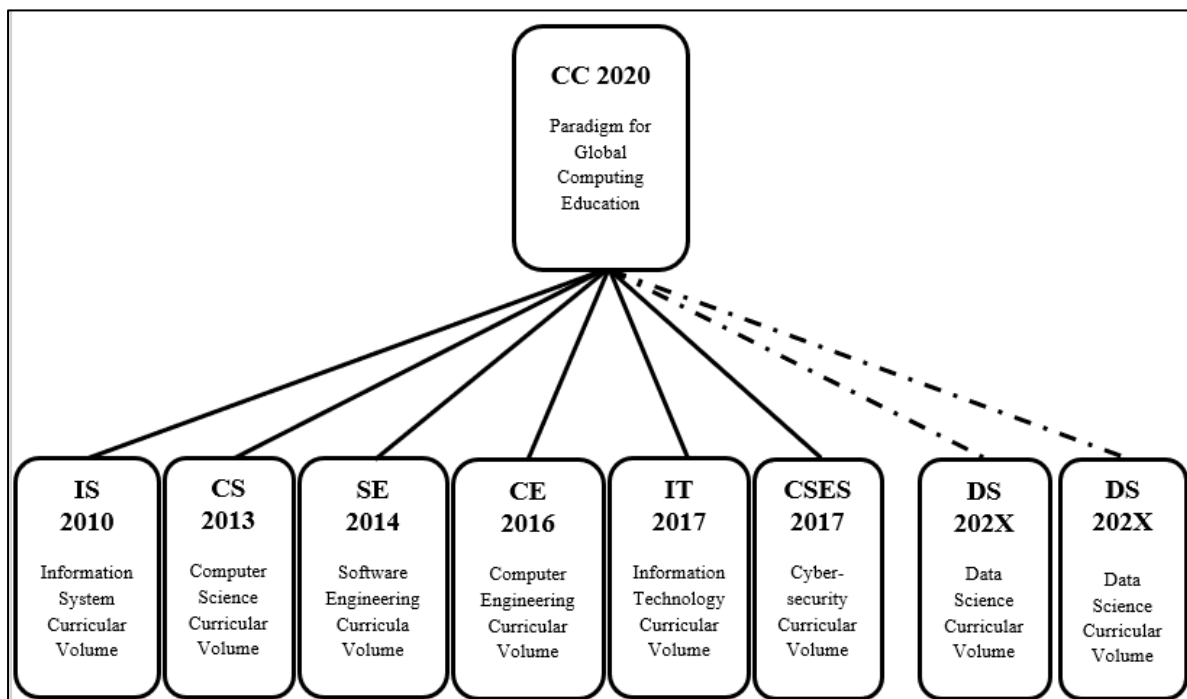 CC 2020
Paradigm for
Global
Computing
Education
IS
2010
Information
System
Curricular
Volume
CS
2013
Computer
Science
Curricular
Volume
SE
2014
Software
Engineering
Curricula
Volume
CE
2016
Computer
Engineering
Curricular
Volume
IT
2017
Information
Technology
Curricular
Volume
CSES
2017
Cyber-
security
Curricular
Volume
DS
202X
Data
Science
Curricular
Volume
DS
202X
Data
Science
Curricular
Volume